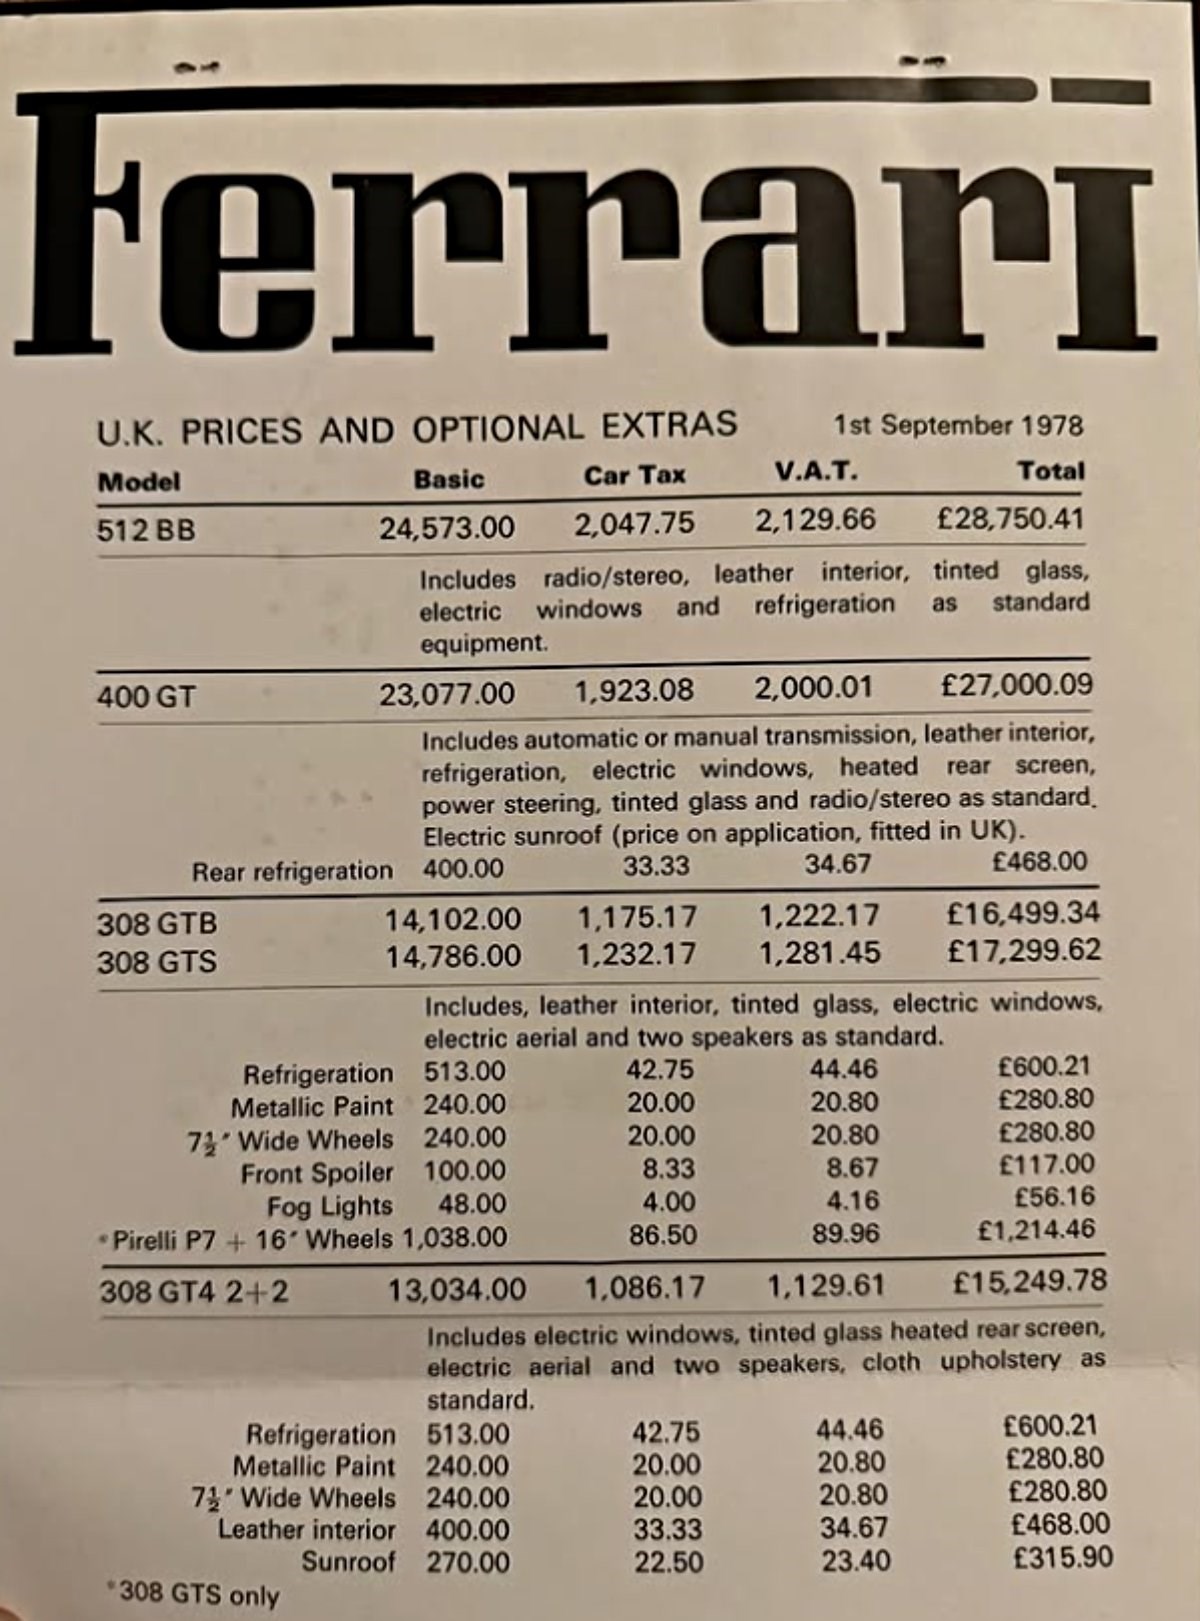 Ferrari
U.K. PRICES AND OPTIONAL EXTRAS 1st September 1978
Model Basic Car Tax V.A.T. Total
512 BB 24,573.00 2,047.75 2,129.66 £28,750.41
Includes radio/stereo, leather interior, tinted glass,
electric windows and refrigeration as standard
equipment.
400 GT 23,077.00 1,923.08 2,000.01 £27,000.09
Includes automatic or manual transmission, leather interior,
refrigeration, electric windows, heated rear screen,
power steering, tinted glass and radio/stereo as standard.
Electric sunroof (price on application, fitted in UK).
Rear refrigeration 400.00 33.33 34.67 £468.00
308 GTB 14,102.00 1,175.17 1,222.17 £16,499.34
308 GTS 14,786.00 1,232.17 1,281.45 £17,299.62
Includes, leather interior, tinted glass, electric windows,
electric aerial and two speakers as standard.
Refrigeration 513.00 42.75 44.46 £600.21
Metallic Paint 240.00 20.00 20.80 £280.80
7½" Wide Wheels 240.00 20.00 20.80 £280.80
Front Spoiler 100.00 8.33 8.67 £117.00
Fog Lights 48.00 4.00 4.16 £56.16
*Pirelli P7 + 16" Wheels 1,038.00 86.50 89.96 £1,214.46
308 GT4 2+2 13,034.00 1,086.17 1,129.61 £15,249.78
Includes electric windows, tinted glass heated rear screen,
electric aerial and two speakers, cloth upholstery as
standard.
Refrigeration 513.00 42.75 44.46 £600.21
Metallic Paint 240.00 20.00 20.80 £280.80
7½" Wide Wheels 240.00 20.00 20.80 £280.80
Leather interior 400.00 33.33 34.67 £468.00
Sunroof 270.00 22.50 23.40 £315.90
*308 GTS only